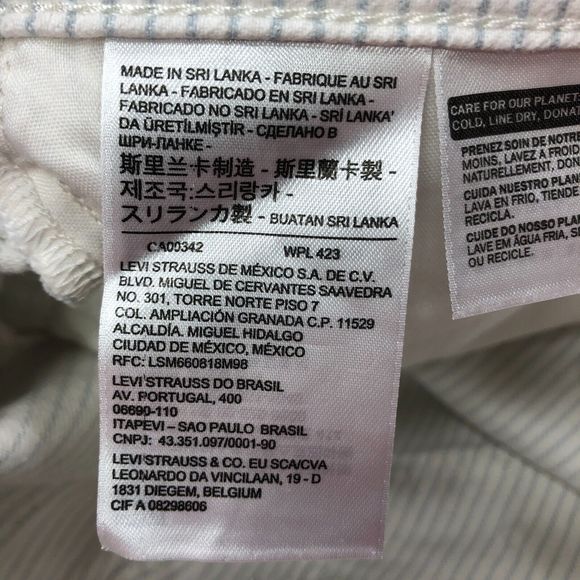 MADE IN SRI LANKA - FABRIQUE AU SRI
LANKA - FABRICADO EN SRI LANKA -
FABRICADO NO SRI LANKA - SRİ LANKA'
DA ÜRETİLMİŞTİR - СДЕЛАНО В
ШРИ-ЛАНКЕ -
斯里兰卡制造 - 斯里蘭卡製 -
제조국:스리랑카 -
スリランカ製 - BUATAN SRI LANKA
CA00342 WPL 423
LEVI STRAUSS DE MÉXICO S.A. DE C.V.
BLVD. MIGUEL DE CERVANTES SAAVEDRA
NO. 301, TORRE NORTE PISO 7
COL. AMPLIACIÓN GRANADA C.P. 11529
ALCALDÍA. MIGUEL HIDALGO
CIUDAD DE MÉXICO, MÉXICO
RFC: LSM660818M98
LEVI STRAUSS DO BRASIL
AV. PORTUGAL, 400
06690-110
ITAPEVI – SAO PAULO BRASIL
CNPJ: 43.351.097/0001-90
LEVI STRAUSS & CO. EU SCA/CVA
LEONARDO DA VINCILAAN, 19 - D
1831 DIEGEM, BELGIUM
CIF A 08298606
CARE FOR OUR PLANET:
COLD, LINE DRY, DONA
PRENEZ SOIN DE NOTRE
MOINS, LAVEZ À FROID
CUIDA NUESTRO PLAN
LAVA EN FRÍA, SE
RECICLA.
CUIDE DO NOSSO PLAN
LAVE EM ÁGUA FRIA, SE
OU RECICLE.